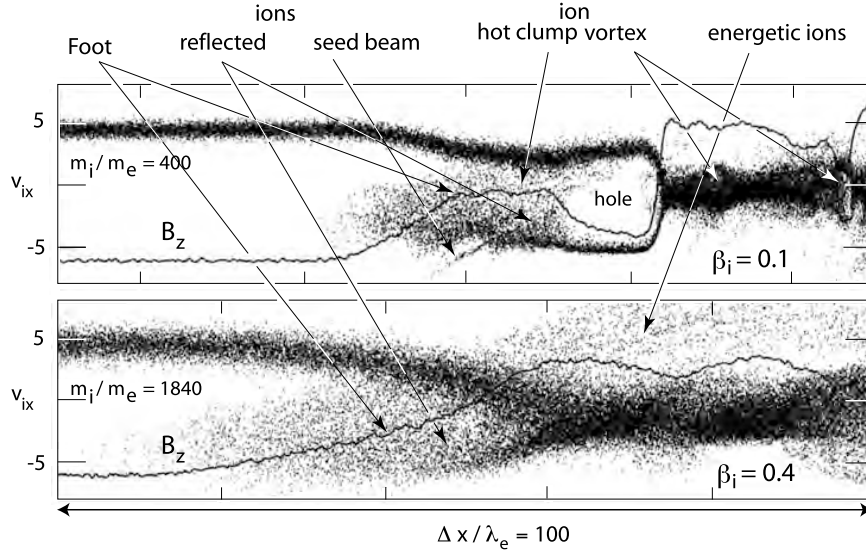 ions
ion
Foot
reflected
seed beam
hot clump vortex
energetic ions
5
m_i / m_e = 400
v_ix
hole
-5
B_z
β_i = 0.1
5
m_i / m_e = 1840
v_ix
B_z
-5
β_i = 0.4
Δ x / λ_e = 100